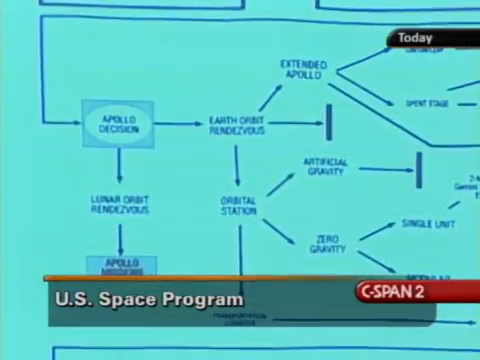 Today
EXTENDED
APOLLO
SPENT STAGE
APOLLO
DECISION
EARTH ORBIT
RENDEZVOUS
ARTIFICIAL
GRAVITY
LUNAR ORBIT
RENDEZVOUS
ORBITAL
STATION
SINGLE UNIT
ZERO
GRAVITY
APOLLO
MISSIONS
U.S. Space Program
C-SPAN 2